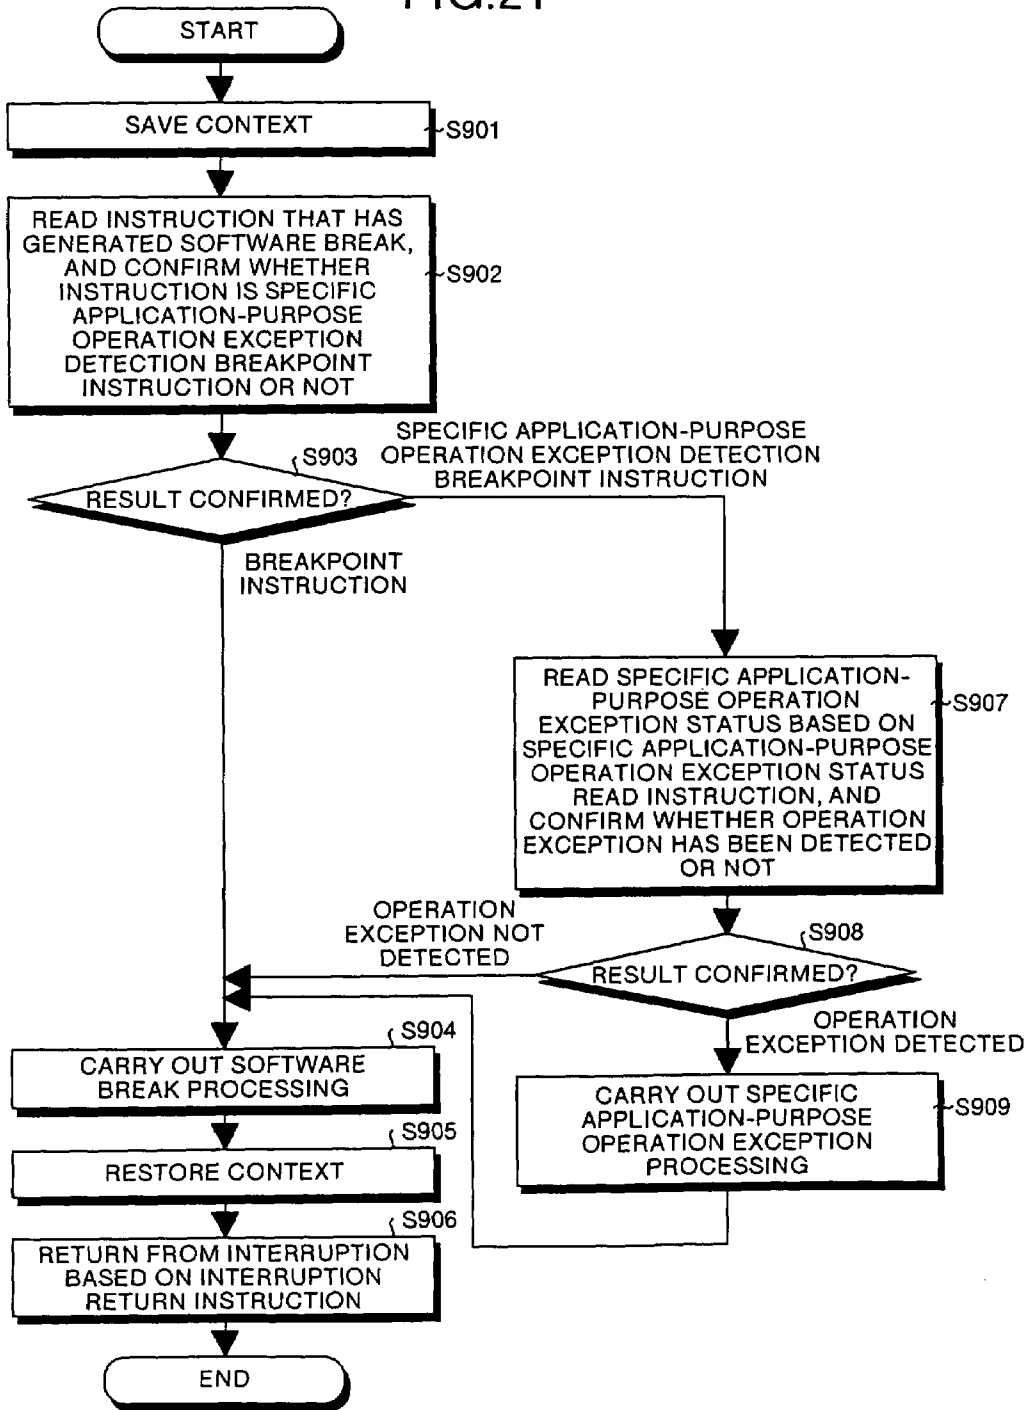 FIG.21
START
SAVE CONTEXT
S901
READ INSTRUCTION THAT HAS
GENERATED SOFTWARE BREAK,
AND CONFIRM WHETHER
INSTRUCTION IS SPECIFIC
APPLICATION-PURPOSE
OPERATION EXCEPTION
DETECTION BREAKPOINT
INSTRUCTION OR NOT
S902
S903
RESULT CONFIRMED?
SPECIFIC APPLICATION-PURPOSE
OPERATION EXCEPTION DETECTION
BREAKPOINT INSTRUCTION
BREAKPOINT
INSTRUCTION
READ SPECIFIC APPLICATION-
PURPOSE OPERATION
EXCEPTION STATUS BASED ON
SPECIFIC APPLICATION-PURPOSE
OPERATION EXCEPTION STATUS
READ INSTRUCTION, AND
CONFIRM WHETHER OPERATION
EXCEPTION HAS BEEN DETECTED
OR NOT
S907
OPERATION
EXCEPTION NOT
DETECTED
S908
RESULT CONFIRMED?
OPERATION
EXCEPTION DETECTED
S904
CARRY OUT SOFTWARE
BREAK PROCESSING
CARRY OUT SPECIFIC
APPLICATION-PURPOSE
OPERATION EXCEPTION
PROCESSING
S909
S905
RESTORE CONTEXT
S906
RETURN FROM INTERRUPTION
BASED ON INTERRUPTION
RETURN INSTRUCTION
END